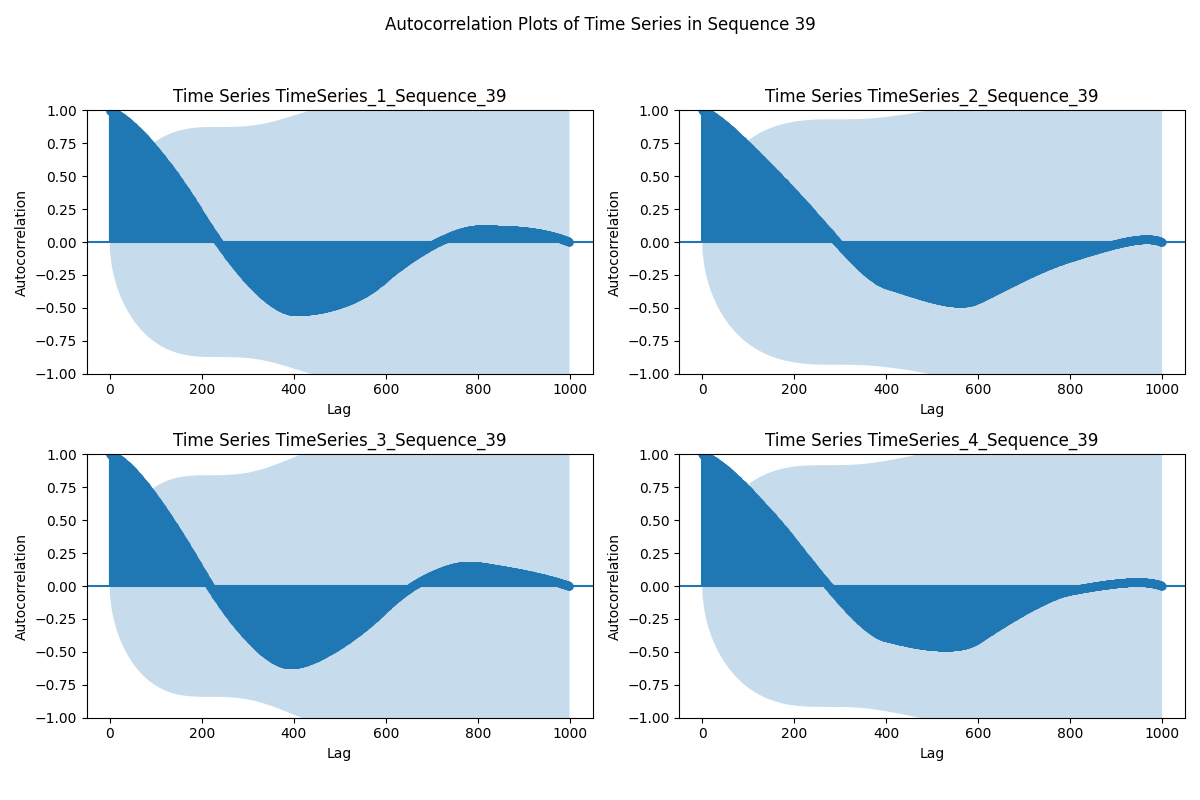 Autocorrelation Plots of Time Series in Sequence 39
Time Series TimeSeries_1_Sequence_39
1.00
0.75
0.50
0.25
0.00
−0.25
−0.50
−0.75
−1.00
Autocorrelation
0 200 400 600 800 1000
Lag
Time Series TimeSeries_2_Sequence_39
1.00
0.75
0.50
0.25
0.00
−0.25
−0.50
−0.75
−1.00
Autocorrelation
0 200 400 600 800 1000
Lag
Time Series TimeSeries_3_Sequence_39
1.00
0.75
0.50
0.25
0.00
−0.25
−0.50
−0.75
−1.00
Autocorrelation
0 200 400 600 800 1000
Lag
Time Series TimeSeries_4_Sequence_39
1.00
0.75
0.50
0.25
0.00
−0.25
−0.50
−0.75
−1.00
Autocorrelation
0 200 400 600 800 1000
Lag